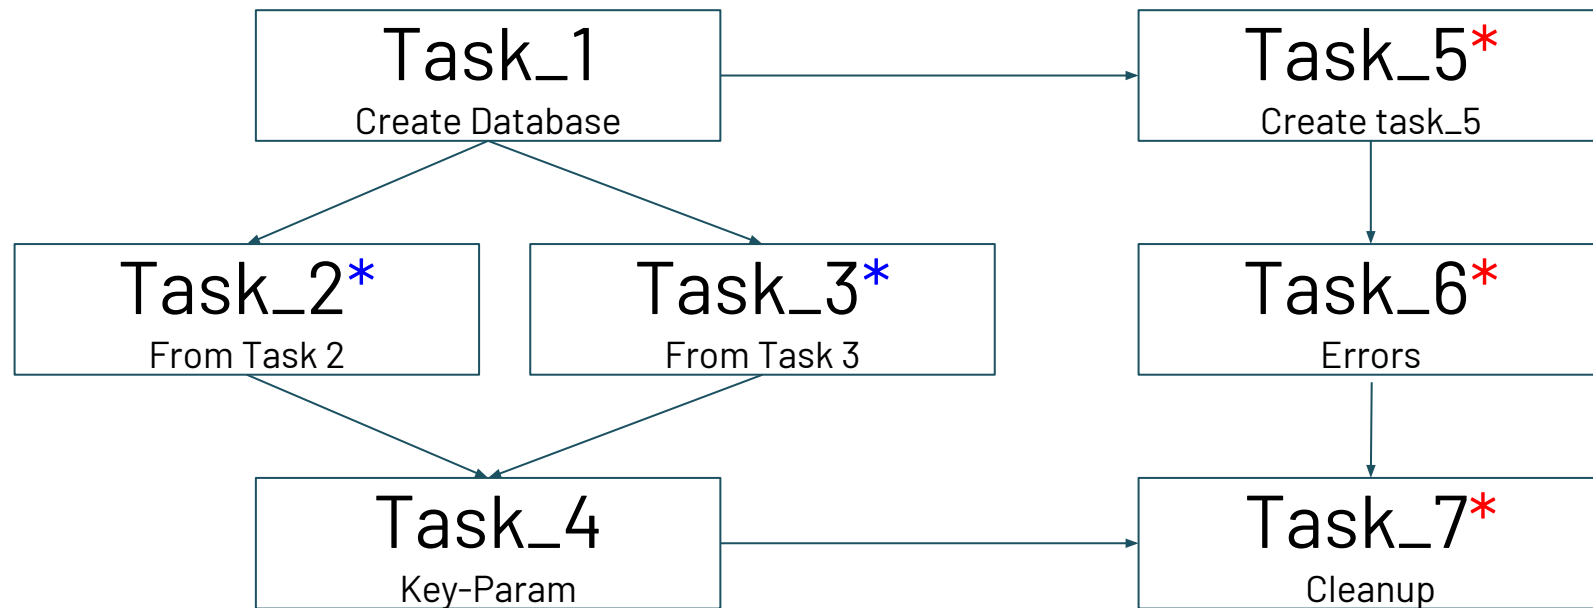 Task_1
Create Database
Task_5*
Create task_5
Task_2*
From Task 2
Task_3*
From Task 3
Task_6*
Errors
Task_4
Key-Param
Task_7*
Cleanup